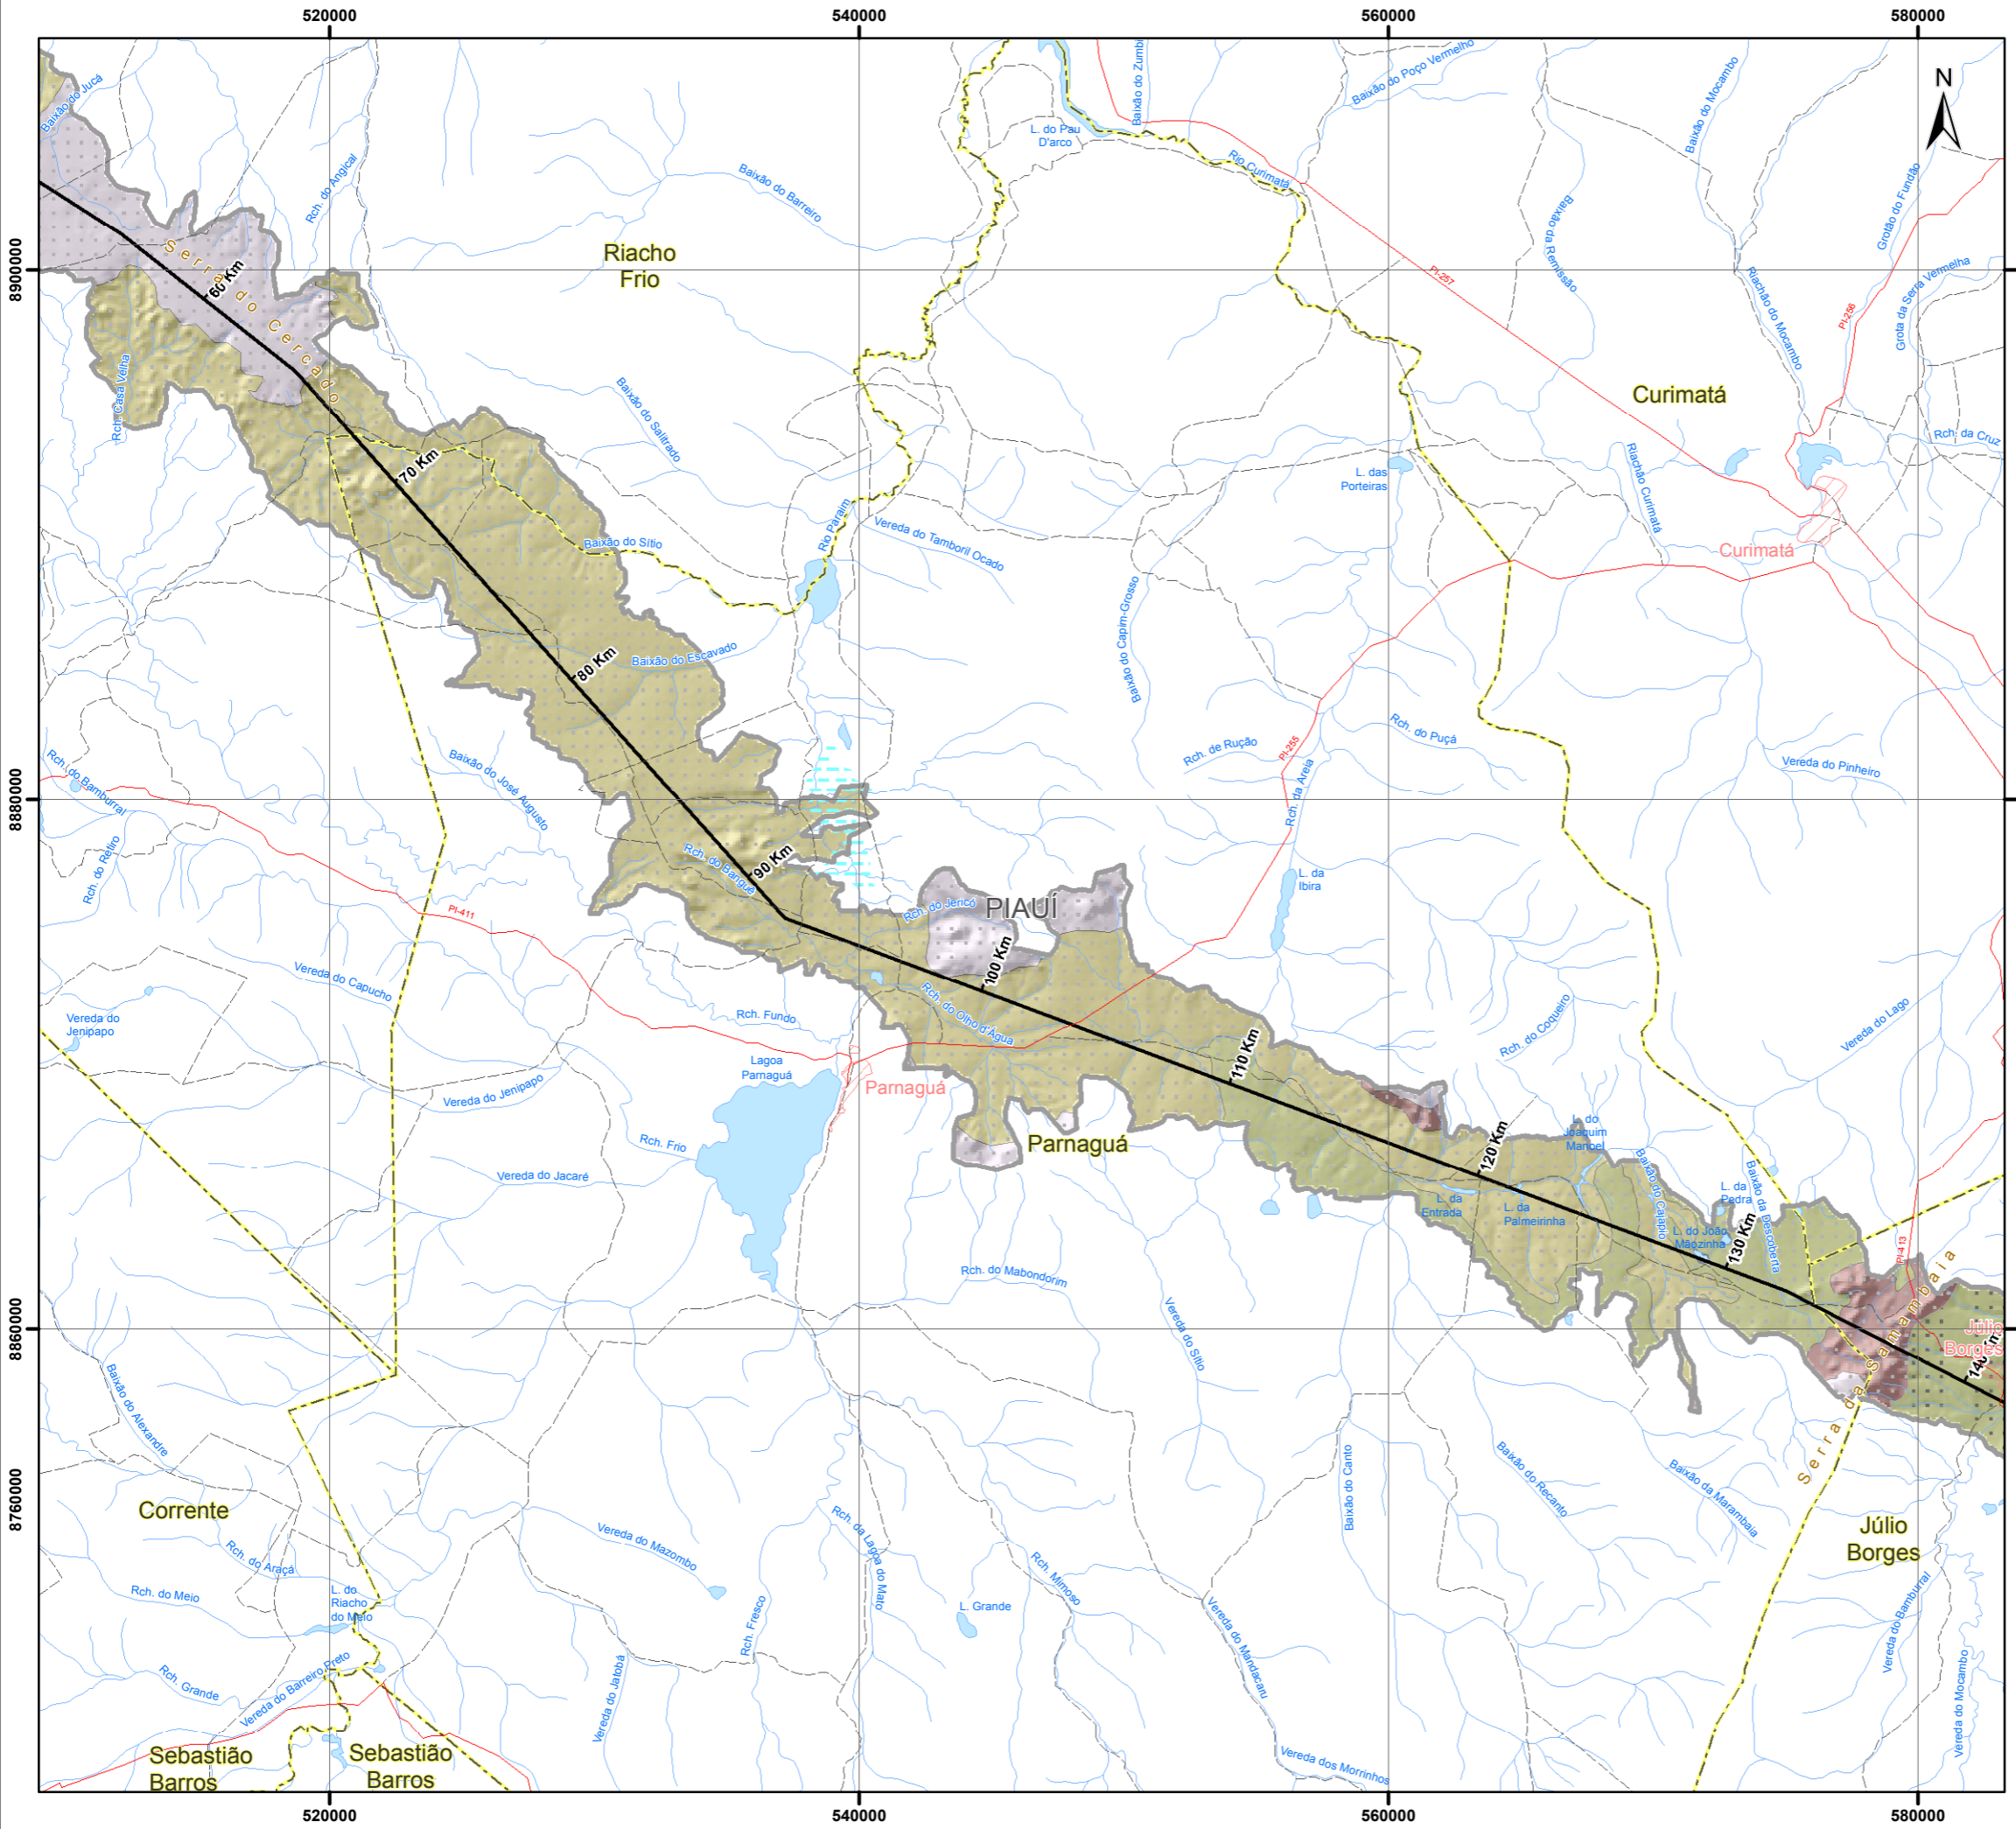 520000
540000
560000
580000
N
8900000
8880000
8860000
8760000
Baixão do Jucá
Rch. do Angical
Baixão do Barreiro
L. do Pau
D'arco
Baixão do Zumbi
Rio Curimatá
Baixão do Poço Vermelho
Baixão do Mocambo
Baixão da Remissão
Grotão do Fundão
Grota da Serra Vermelha
Riachão do Mocambo
PI-257
PI-256
Riacho
Frio
Serra do Cercado
60 Km
Rch. Casa Velha
Baixão do Salitrado
Curimatá
Rch. da Cruz
70 Km
L. das
Porteiras
Riachão Curimatá
Baixão do Sítio
Rio Paraim
Vereda do Tamboril Ocado
Curimatá
Baixão do Capim-Grosso
80 Km
Baixão do Escavado
Rch. do Bamburral
Baixão do José Augusto
Rch. de Rução
PI-255
Rch. da Areia
Rch. do Puçá
Vereda do Pinheiro
Rch. do Retiro
Rch. do Banguê
90 Km
L. da
Ibira
PI-411
Rch. do Jericó
PIAUÍ
100 Km
Vereda do Capucho
Vereda do
Jenipapo
Rch. Fundo
Rch. do Olho d'Água
Rch. do Coqueiro
Vereda do Lago
Lagoa
Parnaguá
Parnaguá
110 Km
Vereda do Jenipapo
Rch. Frio
Parnaguá
120 Km
L. do
Joaquim
Manoel
Vereda do Jacaré
L. da
Entrada
L. da
Palmeirinha
Baixão do Cajapio
L. da
Pedra
Baixão da Descoberta
L. do João
Mãozinha
130 Km
PI-413
Serra da Samambaia
Rch. do Mabondorim
Vereda do Sítio
Júlio
Borges
140 Km
Baixão do Alexandre
Baixão do Canto
Baixão do Recanto
Baixão da Marambaia
Corrente
Rch. do Araçá
Rch. do Meio
L. do
Riacho
do Meio
Vereda do Mazombo
Rch. da Lagoa do Mato
Rch. Mimoso
Júlio
Borges
Rch. Fresco
L. Grande
Vereda do Mandacaru
Vereda do Bamburral
Rch. Grande
Vereda do Barreiro Preto
Vereda do Jatobá
Vereda do Mocambo
Sebastião
Barros
Sebastião
Barros
Vereda dos Morrinhos
520000
540000
560000
580000